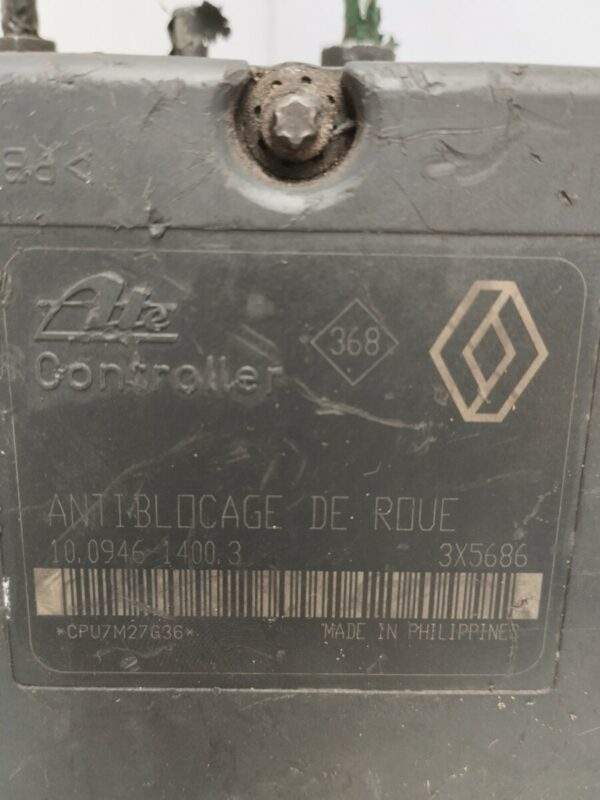 Ate
Controller
368
ANTIBLOCAGE DE ROUE
10.0946-1400.3 3X5686
*CPU7M27G36* MADE IN PHILIPPINES